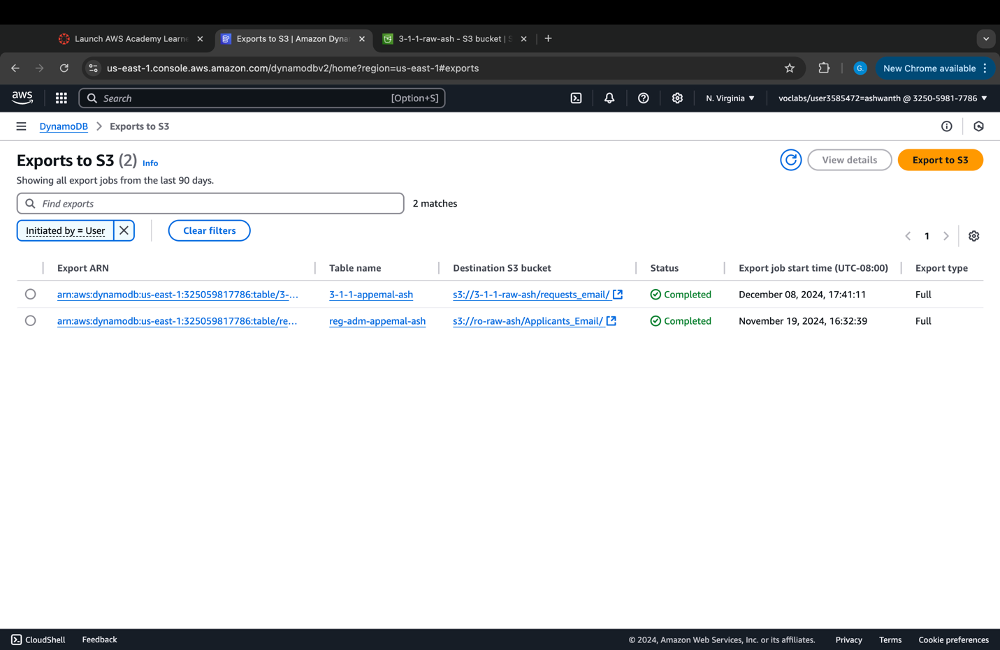 Launch AWS Academy Learne
Exports to S3 | Amazon Dyna
3-1-1-raw-ash - S3 bucket | S
us-east-1.console.aws.amazon.com/dynamodbv2/home?region=us-east-1#exports
G.
New Chrome available
aws
Search
[Option+S]
N. Virginia
voclabs/user3585472=ashwanth @ 3250-5981-7786
DynamoDB
Exports to S3
Exports to S3 (2) Info
View details
Export to S3
Showing all export jobs from the last 90 days.
Find exports
2 matches
Initiated by = User
Clear filters
1
Export ARN Table name Destination S3 bucket Status Export job start time (UTC-08:00) Export type
arn:aws:dynamodb:us-east-1:325059817786:table/3-... 3-1-1-appemal-ash s3://3-1-1-raw-ash/requests_email/ Completed December 08, 2024, 17:41:11 Full
arn:aws:dynamodb:us-east-1:325059817786:table/re... reg-adm-appemal-ash s3://ro-raw-ash/Applicants_Email/ Completed November 19, 2024, 16:32:39 Full
CloudShell Feedback © 2024, Amazon Web Services, Inc. or its affiliates. Privacy Terms Cookie preferences